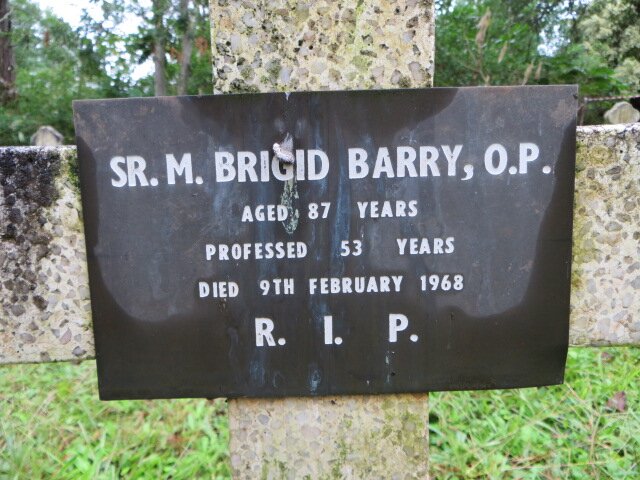 SR. M. BRIGID BARRY, O.P.
AGED 87 YEARS
PROFESSED 53 YEARS
DIED 9TH FEBRUARY 1968
R. I. P.